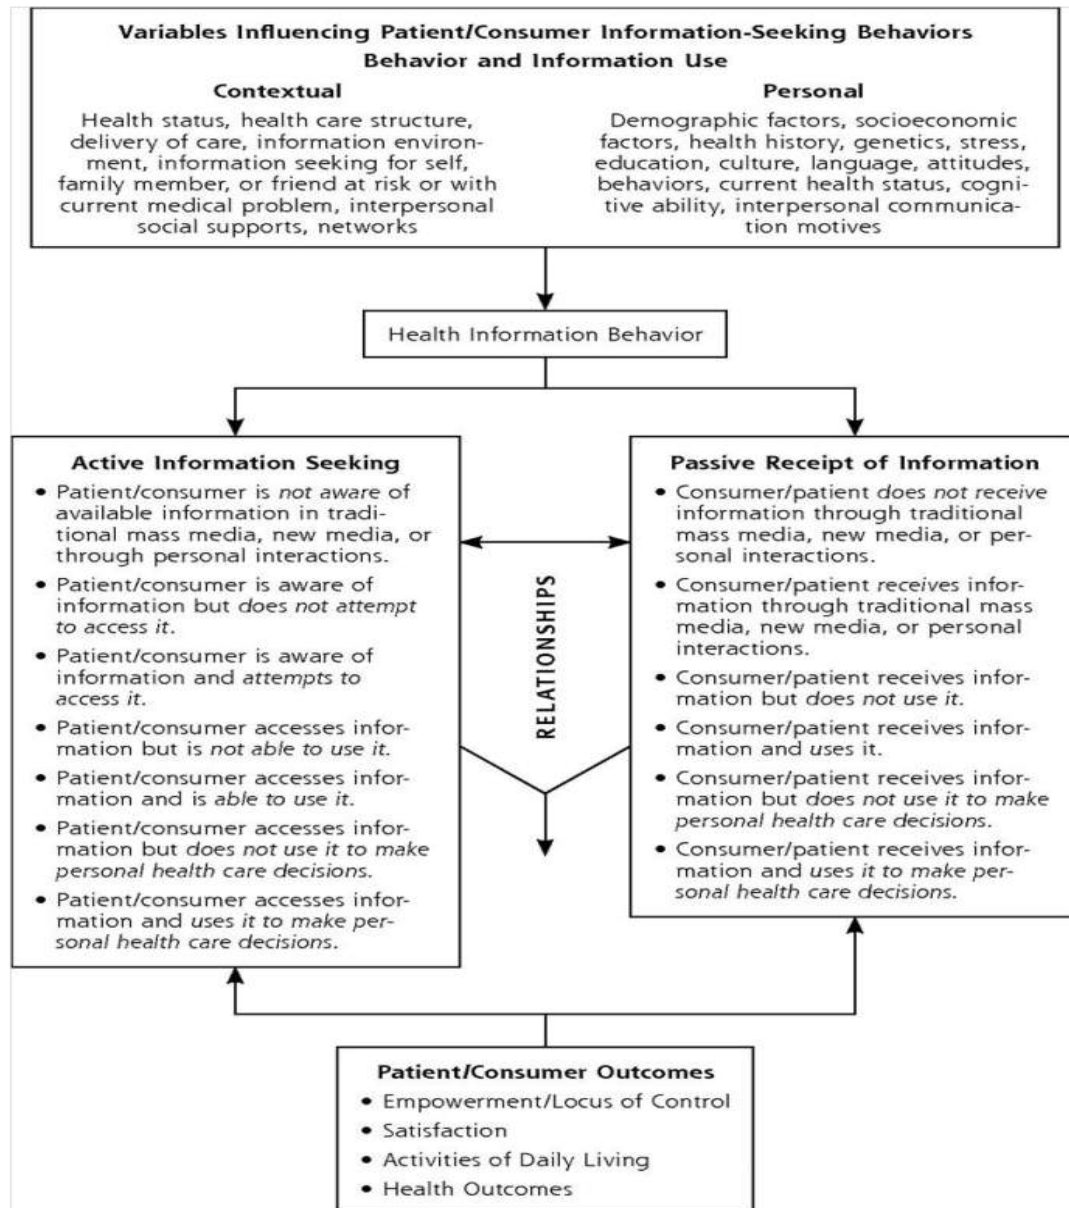 Variables Influencing Patient/Consumer Information-Seeking Behaviors
Behavior and Information Use
Contextual
Health status, health care structure,
delivery of care, information environ-
ment, information seeking for self,
family member, or friend at risk or with
current medical problem, interpersonal
social supports, networks
Personal
Demographic factors, socioeconomic
factors, health history, genetics, stress,
education, culture, language, attitudes,
behaviors, current health status, cogni-
tive ability, interpersonal communica-
tion motives
Health Information Behavior
Active Information Seeking
• Patient/consumer is not aware of
available information in tradi-
tional mass media, new media, or
through personal interactions.
• Patient/consumer is aware of
information but does not attempt
to access it.
• Patient/consumer is aware of
information and attempts to
access it.
• Patient/consumer accesses infor-
mation but is not able to use it.
• Patient/consumer accesses infor-
mation and is able to use it.
• Patient/consumer accesses infor-
mation but does not use it to make
personal health care decisions.
• Patient/consumer accesses infor-
mation and uses it to make per-
sonal health care decisions.
RELATIONSHIPS
Passive Receipt of Information
• Consumer/patient does not receive
information through traditional
mass media, new media, or per-
sonal interactions.
• Consumer/patient receives infor-
mation through traditional mass
media, new media, or personal
interactions.
• Consumer/patient receives infor-
mation but does not use it.
• Consumer/patient receives infor-
mation and uses it.
• Consumer/patient receives infor-
mation but does not use it to make
personal health care decisions.
• Consumer/patient receives infor-
mation and uses it to make per-
sonal health care decisions.
Patient/Consumer Outcomes
• Empowerment/Locus of Control
• Satisfaction
• Activities of Daily Living
• Health Outcomes